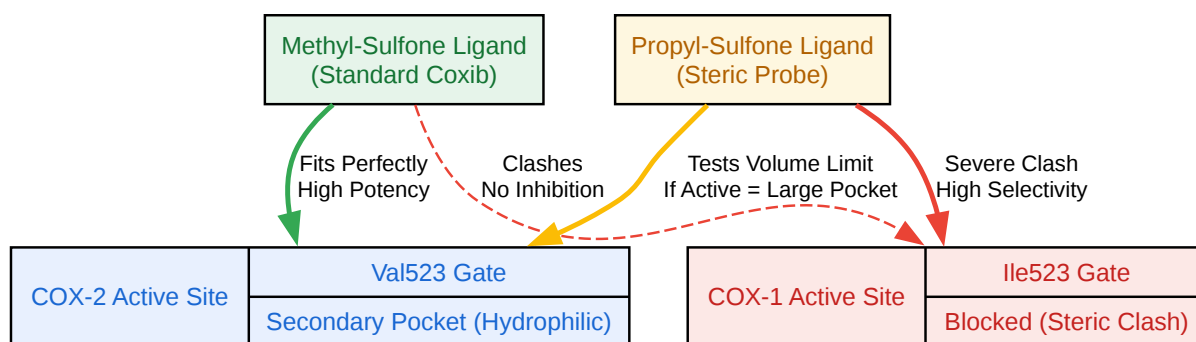 Methyl-Sulfone Ligand
(Standard Coxib)
Propyl-Sulfone Ligand
(Steric Probe)
Fits Perfectly
High Potency
Clashes
No Inhibition
Tests Volume Limit
If Active = Large Pocket
Severe Clash
High Selectivity
COX-2 Active Site
Val523 Gate
Secondary Pocket (Hydrophilic)
COX-1 Active Site
Ile523 Gate
Blocked (Steric Clash)